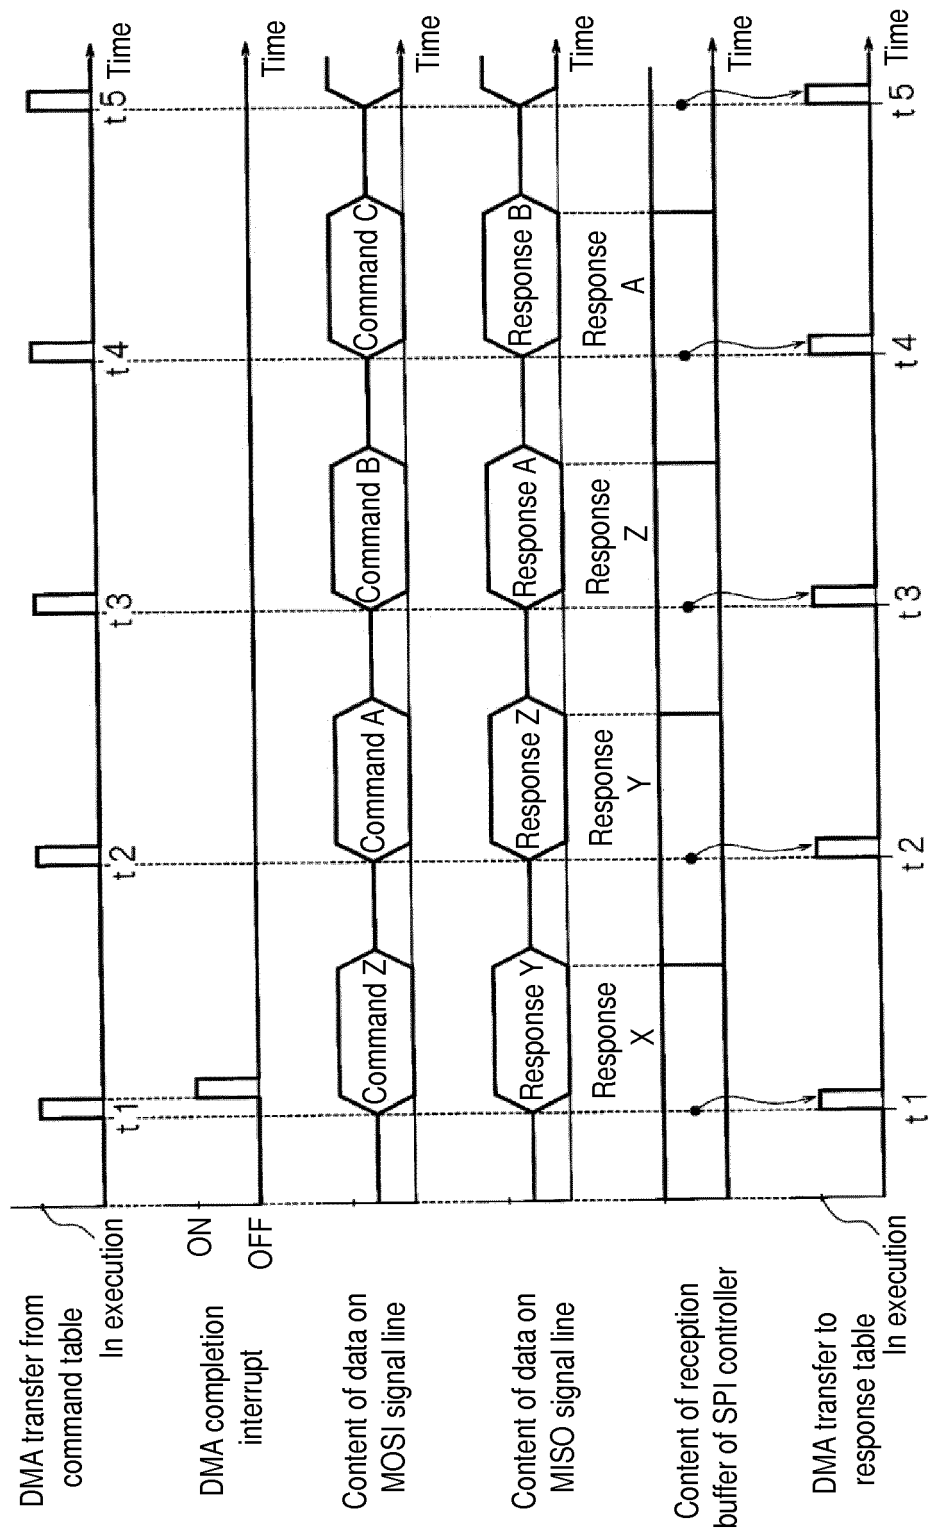 DMA transfer from
command table
In execution
t1
t2
t3
t4
t5
Time
DMA completion
interrupt
ON
OFF
Time
Content of data on
MOSI signal line
Command Z
Command A
Command B
Command C
Time
Content of data on
MISO signal line
Response Y
Response Z
Response A
Response B
Time
Content of reception
buffer of SPI controller
Response
X
Response
Y
Response
Z
Response
A
Time
DMA transfer to
response table
In execution
t1
t2
t3
t4
t5
Time